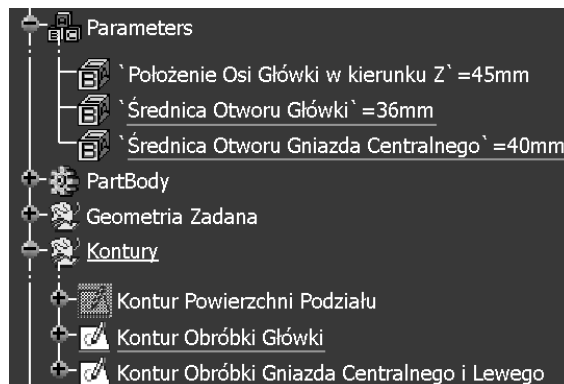 Parameters
`Położenie Osi Główki w kierunku Z`=45mm
`Średnica Otworu Główki`=36mm
`Średnica Otworu Gniazda Centralnego`=40mm
PartBody
Geometria Zadana
Kontury
Kontur Powierzchni Podziału
Kontur Obróbki Główki
Kontur Obróbki Gniazda Centralnego i Lewego